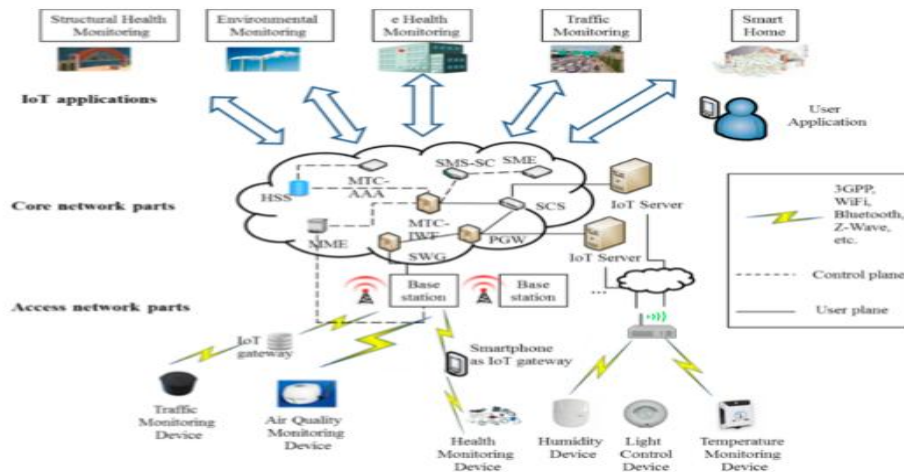 Structural Health
Monitoring
Environmental
Monitoring
e Health
Monitoring
Traffic
Monitoring
Smart
Home
IoT applications
User
Application
SMS-SC
SME
MTC-
AAA
HSS
SCS
IoT Server
Core network parts
MTC-
IWF
MME
PGW
SWG
IoT Server
3GPP,
WiFi,
Bluetooth,
Z-Wave,
etc.
Control plane
User plane
Base
station
Base
station
...
Access network parts
IoT
gateway
Smartphone
as IoT gateway
Traffic
Monitoring
Device
Air Quality
Monitoring
Device
Health
Monitoring
Device
Humidity
Device
Light
Control
Device
Temperature
Monitoring
Device